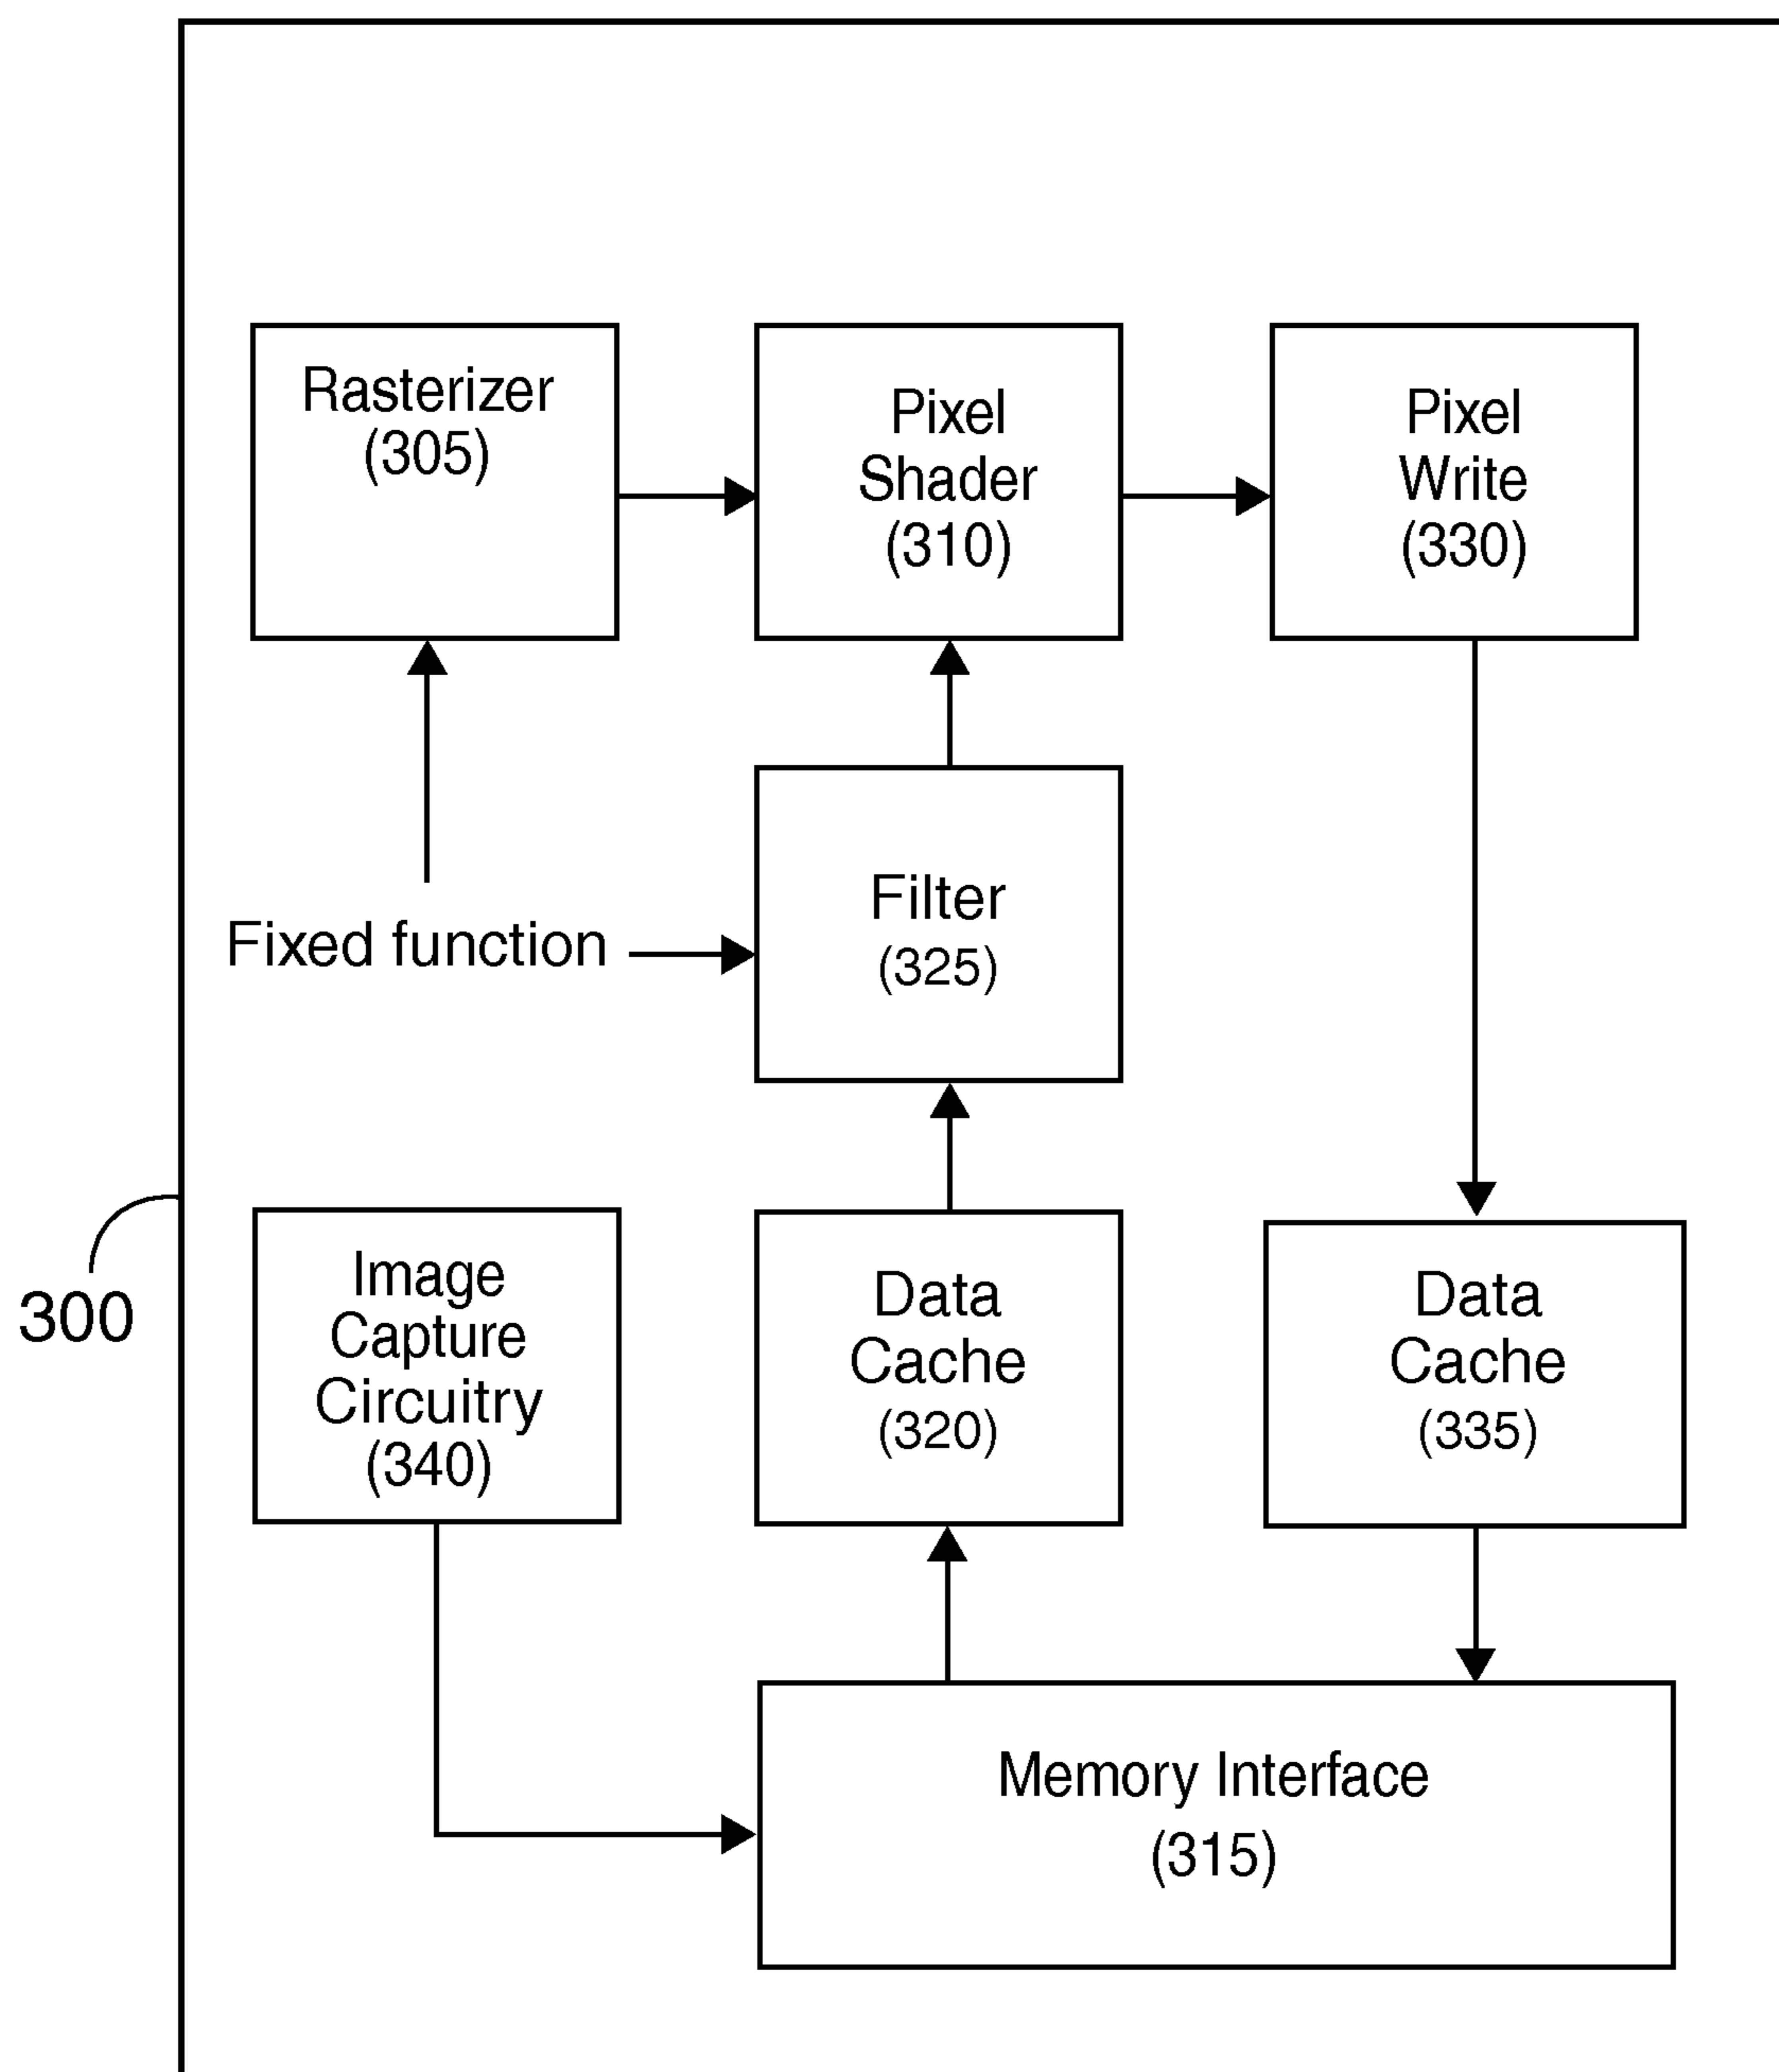 Rasterizer
(305)
Pixel
Shader
(310)
Pixel
Write
(330)
Filter
(325)
Fixed function
Image
Capture
Circuitry
(340)
Data
Cache
(320)
Data
Cache
(335)
300
Memory Interface
(315)